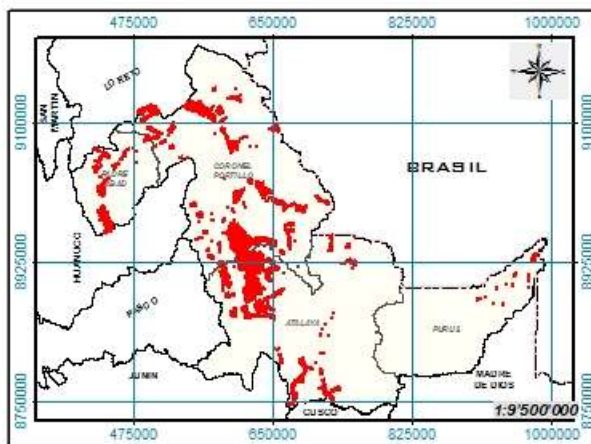 475000 650000 825000 1000000
LORETO
SAN
MARTIN
9100000 9100000
PADRE
ABAD
CORONEL
PORTILLO
BRASIL
HUANUCO
8925000 8925000
PASCO
ATALAYA
PURUS
JUNIN
MADRE
DE DIOS
CUSCO
1:9'500'000
8750000 8750000
475000 650000 825000 1000000